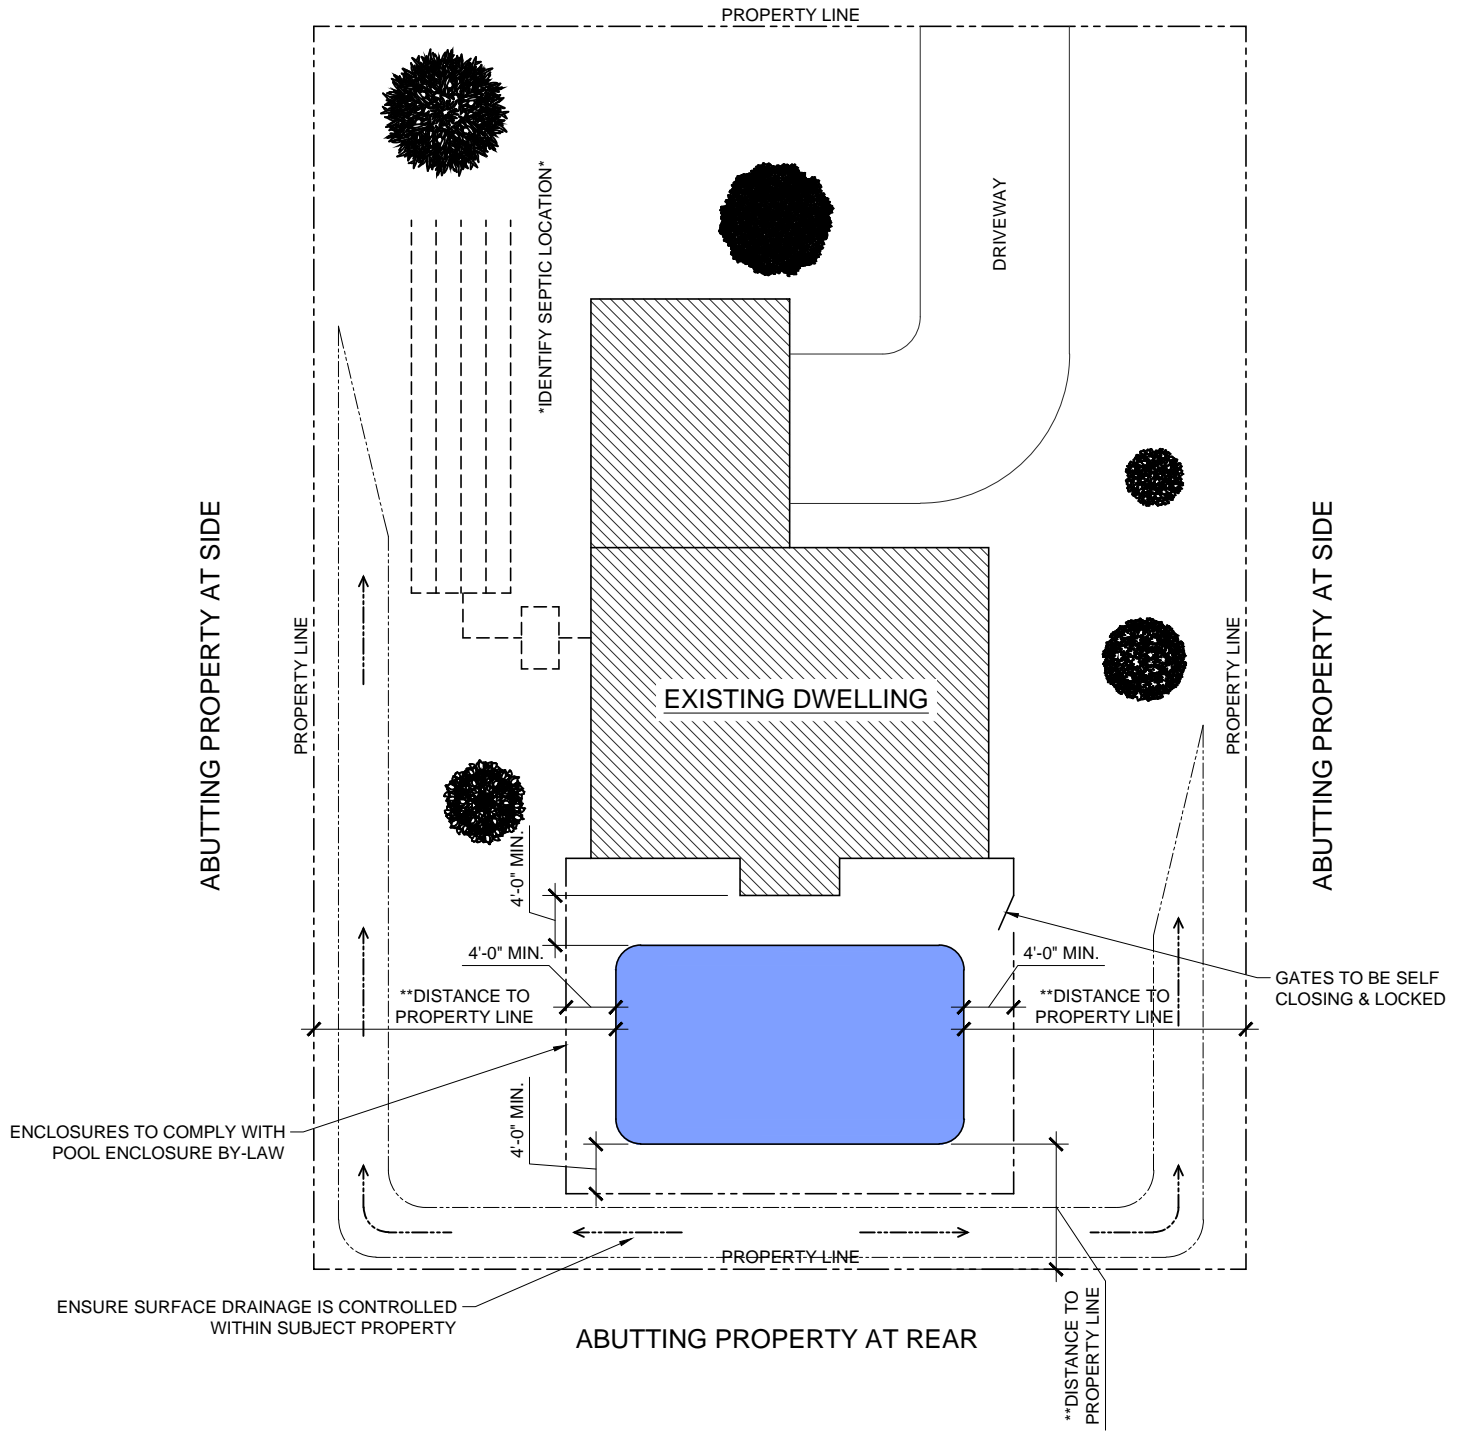 PROPERTY LINE
*IDENTIFY SEPTIC LOCATION*
DRIVEWAY
ABUTTING PROPERTY AT SIDE
PROPERTY LINE
EXISTING DWELLING
PROPERTY LINE
ABUTTING PROPERTY AT SIDE
4'-0" MIN.
4'-0" MIN.
4'-0" MIN.
**DISTANCE TO
PROPERTY LINE
**DISTANCE TO
PROPERTY LINE
GATES TO BE SELF
CLOSING & LOCKED
4'-0" MIN.
ENCLOSURES TO COMPLY WITH
POOL ENCLOSURE BY-LAW
PROPERTY LINE
ENSURE SURFACE DRAINAGE IS CONTROLLED
WITHIN SUBJECT PROPERTY
ABUTTING PROPERTY AT REAR
**DISTANCE TO
PROPERTY LINE